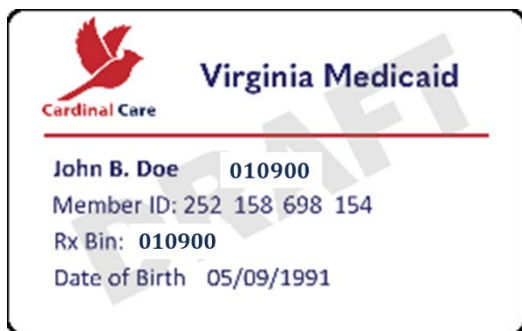 Virginia Medicaid
Cardinal Care
DRAFT
John B. Doe 010900
Member ID: 252 158 698 154
Rx Bin: 010900
Date of Birth 05/09/1991